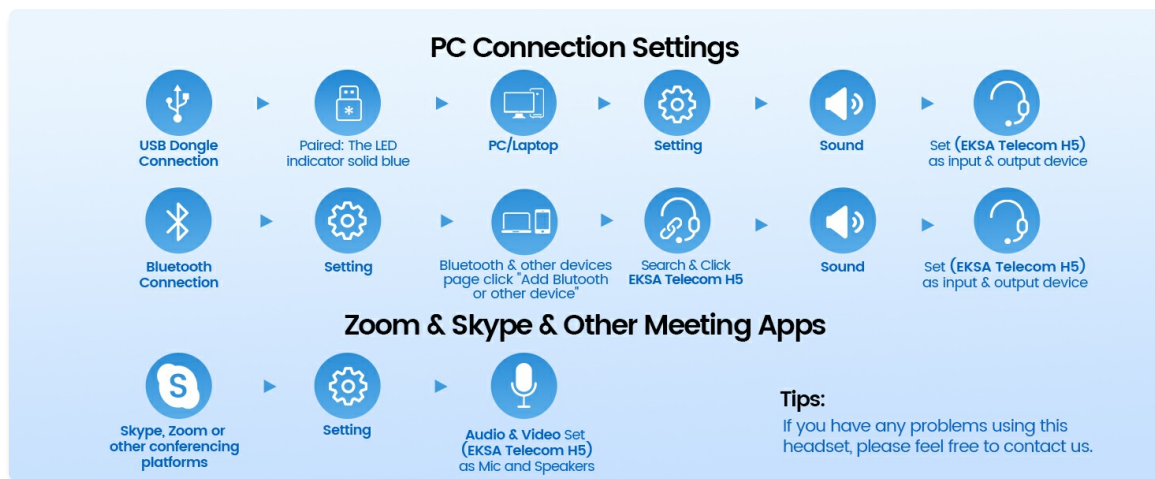 PC Connection Settings
USB Dongle
Connection
Paired: The LED
indicator solid blue
PC/Laptop
Setting
Sound
Set (EKSA Telecom H5)
as input & output device
Bluetooth
Connection
Setting
Bluetooth & other devices
page click "Add Blutooth
or other device"
Search & Click
EKSA Telecom H5
Sound
Set (EKSA Telecom H5)
as input & output device
Zoom & Skype & Other Meeting Apps
S
Skype, Zoom or
other conferencing
platforms
Setting
Audio & Video Set
(EKSA Telecom H5)
as Mic and Speakers
Tips:
If you have any problems using this
headset, please feel free to contact us.